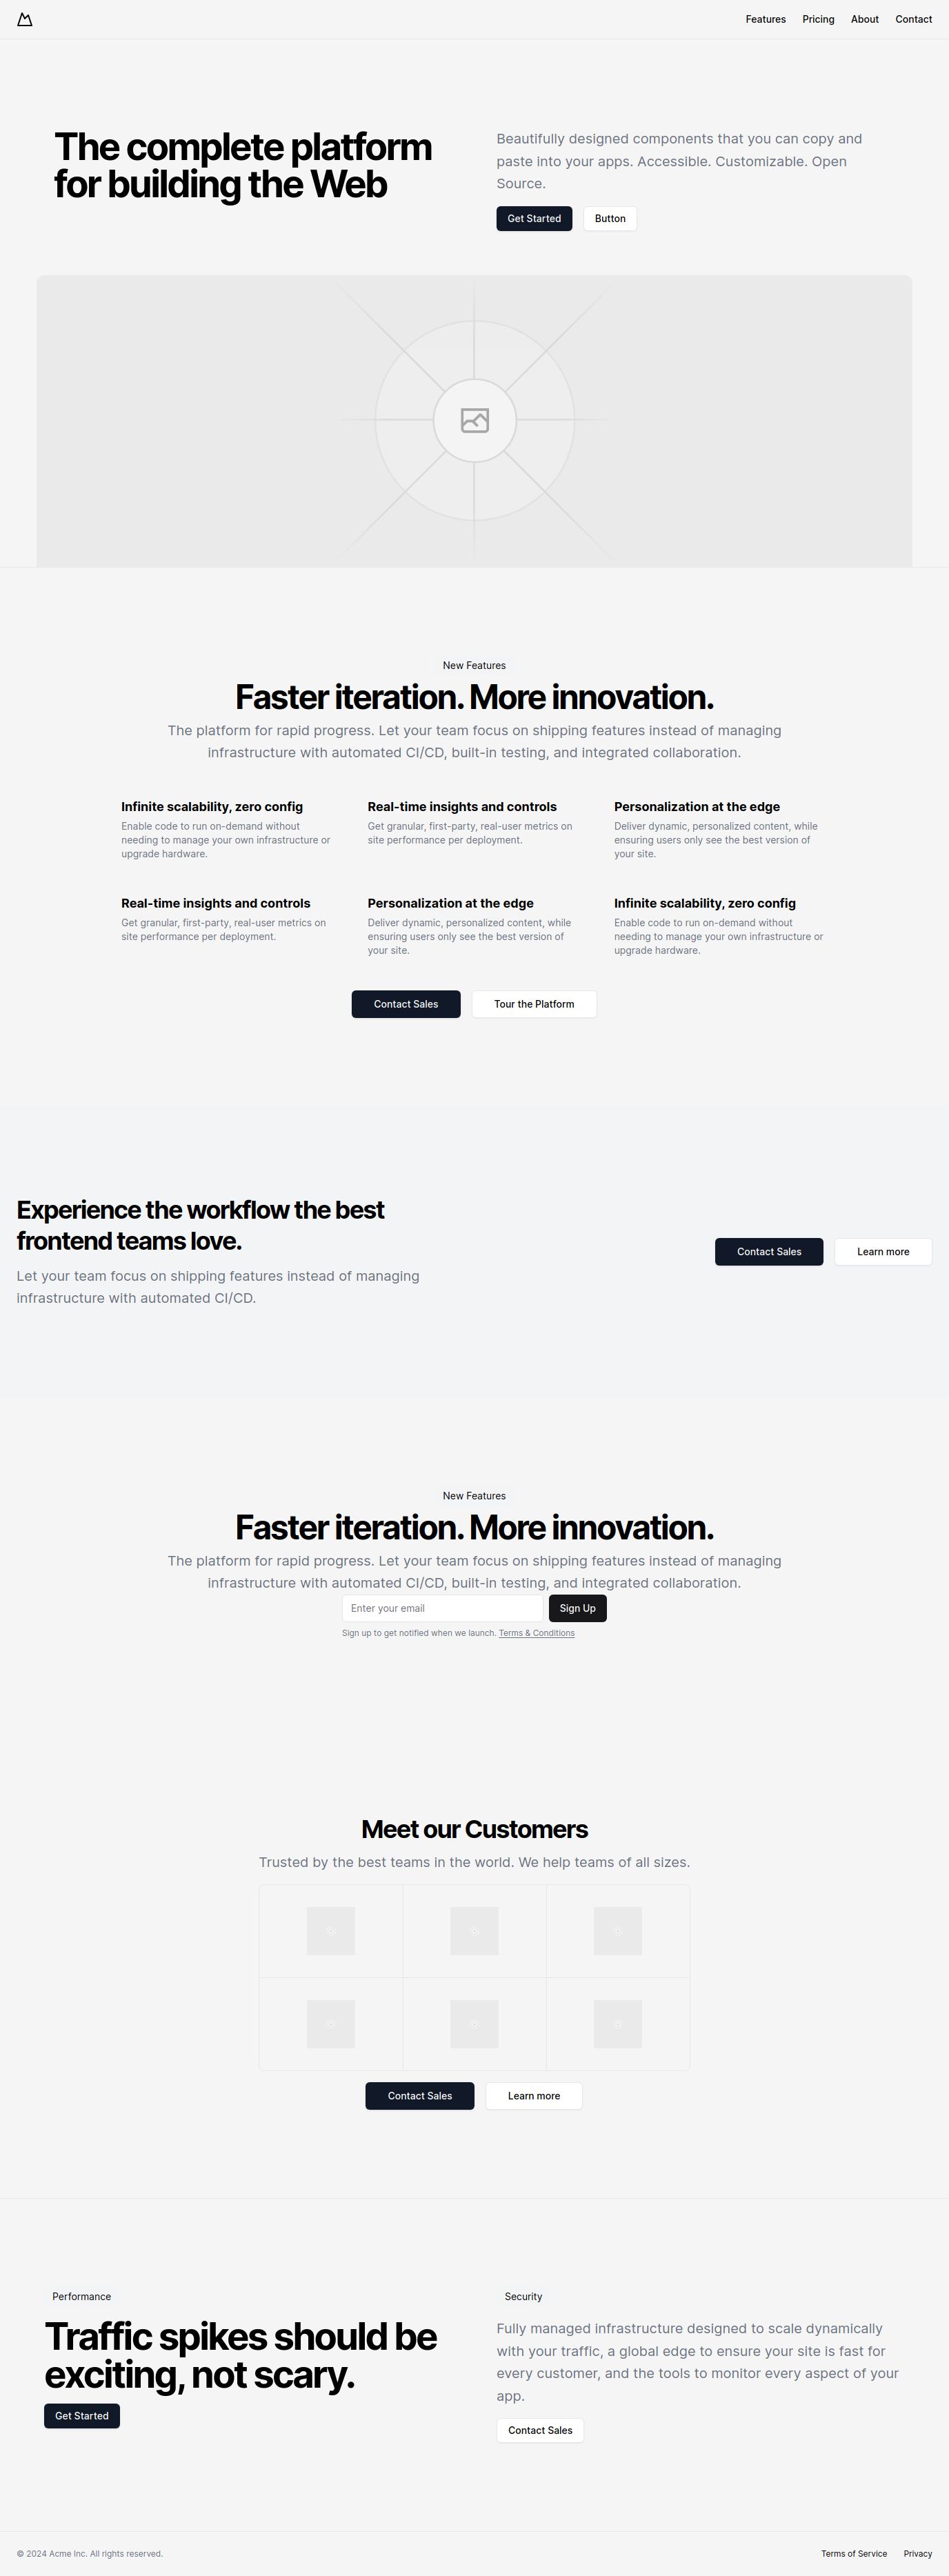 Features Pricing About Contact
The complete platform
for building the Web
Beautifully designed components that you can copy and
paste into your apps. Accessible. Customizable. Open
Source.
Get Started Button
New Features
Faster iteration. More innovation.
The platform for rapid progress. Let your team focus on shipping features instead of managing
infrastructure with automated CI/CD, built-in testing, and integrated collaboration.
Infinite scalability, zero config
Enable code to run on-demand without
needing to manage your own infrastructure or
upgrade hardware.
Real-time insights and controls
Get granular, first-party, real-user metrics on
site performance per deployment.
Personalization at the edge
Deliver dynamic, personalized content, while
ensuring users only see the best version of
your site.
Real-time insights and controls
Get granular, first-party, real-user metrics on
site performance per deployment.
Personalization at the edge
Deliver dynamic, personalized content, while
ensuring users only see the best version of
your site.
Infinite scalability, zero config
Enable code to run on-demand without
needing to manage your own infrastructure or
upgrade hardware.
Contact Sales Tour the Platform
Experience the workflow the best
frontend teams love.
Let your team focus on shipping features instead of managing
infrastructure with automated CI/CD.
Contact Sales Learn more
New Features
Faster iteration. More innovation.
The platform for rapid progress. Let your team focus on shipping features instead of managing
infrastructure with automated CI/CD, built-in testing, and integrated collaboration.
Enter your email Sign Up
Sign up to get notified when we launch. Terms & Conditions
Meet our Customers
Trusted by the best teams in the world. We help teams of all sizes.
Contact Sales Learn more
Performance
Traffic spikes should be
exciting, not scary.
Get Started
Security
Fully managed infrastructure designed to scale dynamically
with your traffic, a global edge to ensure your site is fast for
every customer, and the tools to monitor every aspect of your
app.
Contact Sales
© 2024 Acme Inc. All rights reserved.
Terms of Service Privacy